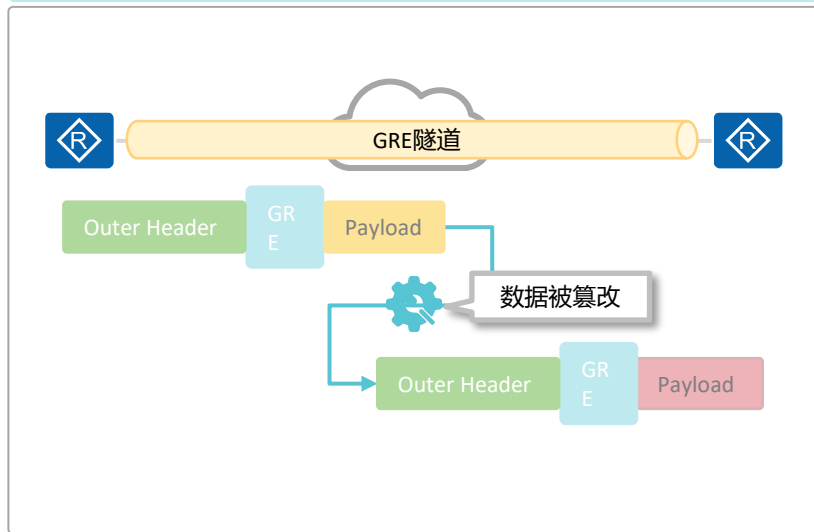 R
GRE隧道
R
Outer Header
GR
E
Payload
数据被篡改
Outer Header
GR
E
Payload